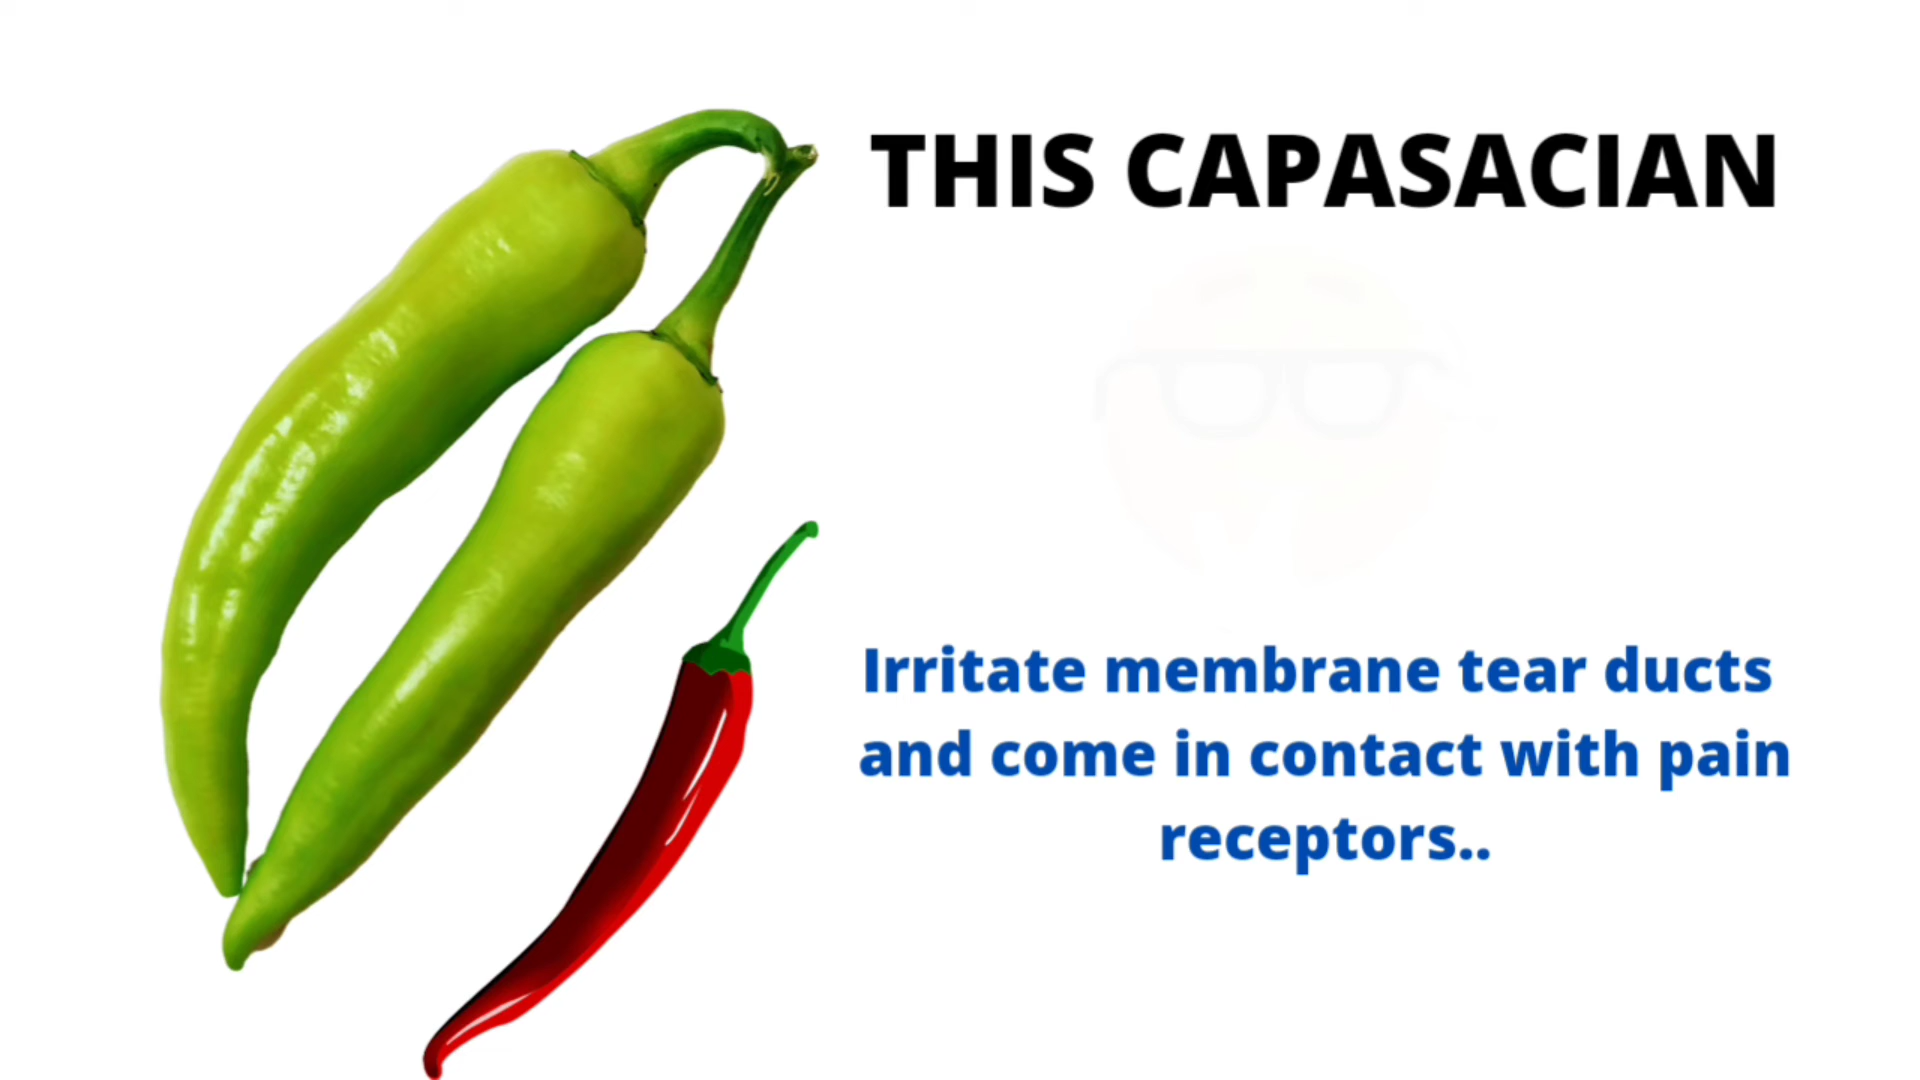 THIS CAPASACIAN
Irritate membrane tear ducts
and come in contact with pain
receptors..